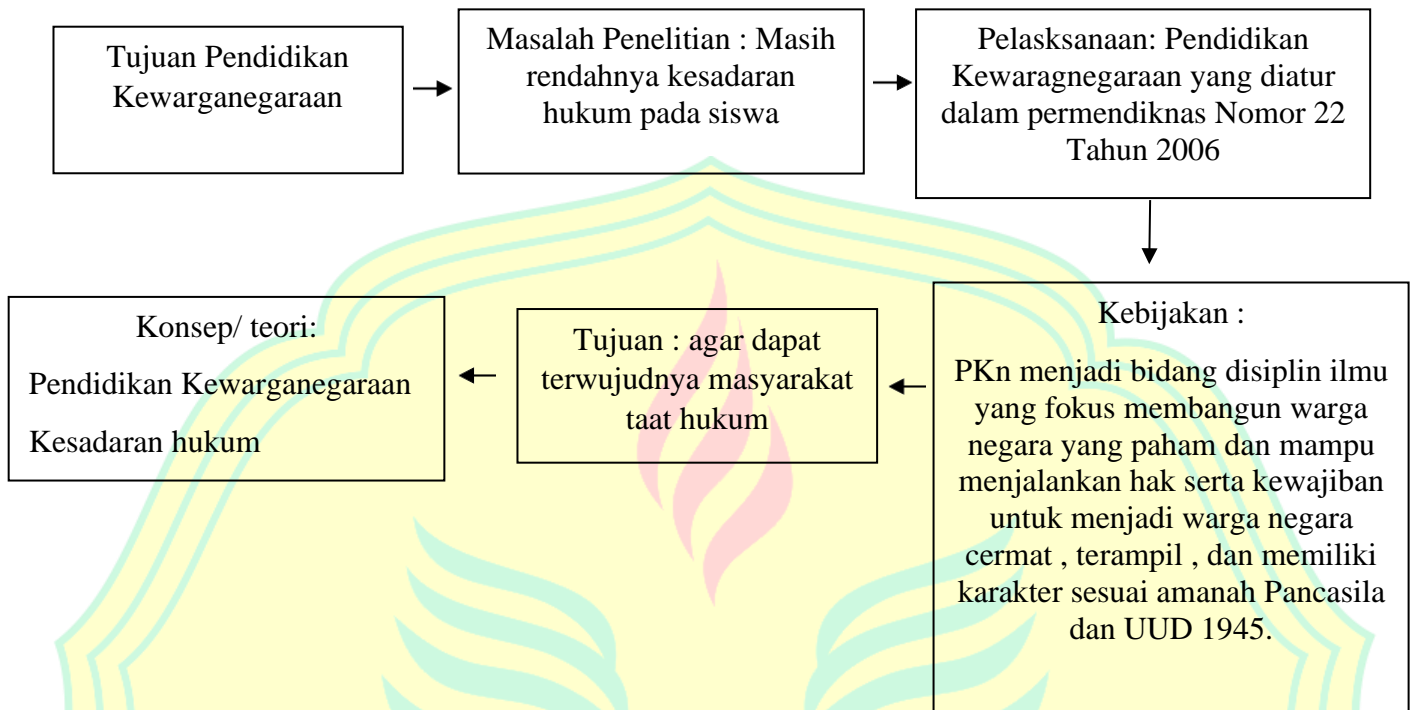 Tujuan Pendidikan
Kewarganegaraan
Masalah Penelitian : Masih
rendahnya kesadaran
hukum pada siswa
Pelasksanaan: Pendidikan
Kewaragnegaraan yang diatur
dalam permendiknas Nomor 22
Tahun 2006
Kebijakan :
PKn menjadi bidang disiplin ilmu
yang fokus membangun warga
negara yang paham dan mampu
menjalankan hak serta kewajiban
untuk menjadi warga negara
cermat , terampil , dan memiliki
karakter sesuai amanah Pancasila
dan UUD 1945.
Tujuan : agar dapat
terwujudnya masyarakat
taat hukum
Konsep/ teori:
Pendidikan Kewarganegaraan
Kesadaran hukum